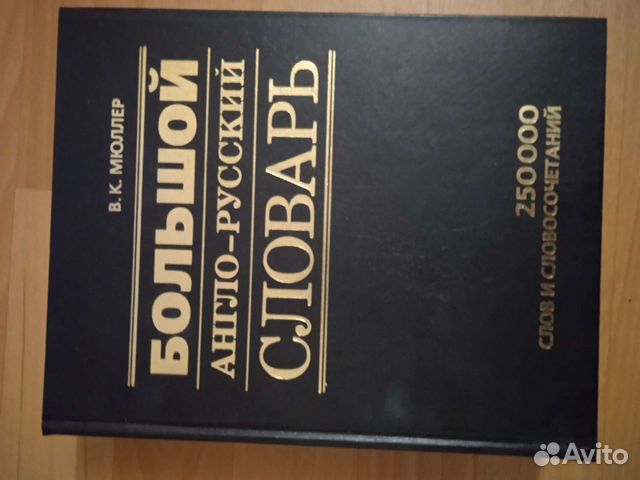 В. К. МЮЛЛЕР
БОЛЬШОЙ
АНГЛО-РУССКИЙ
СЛОВАРЬ
250000
СЛОВ И СЛОВОСОЧЕТАНИЙ
Avito